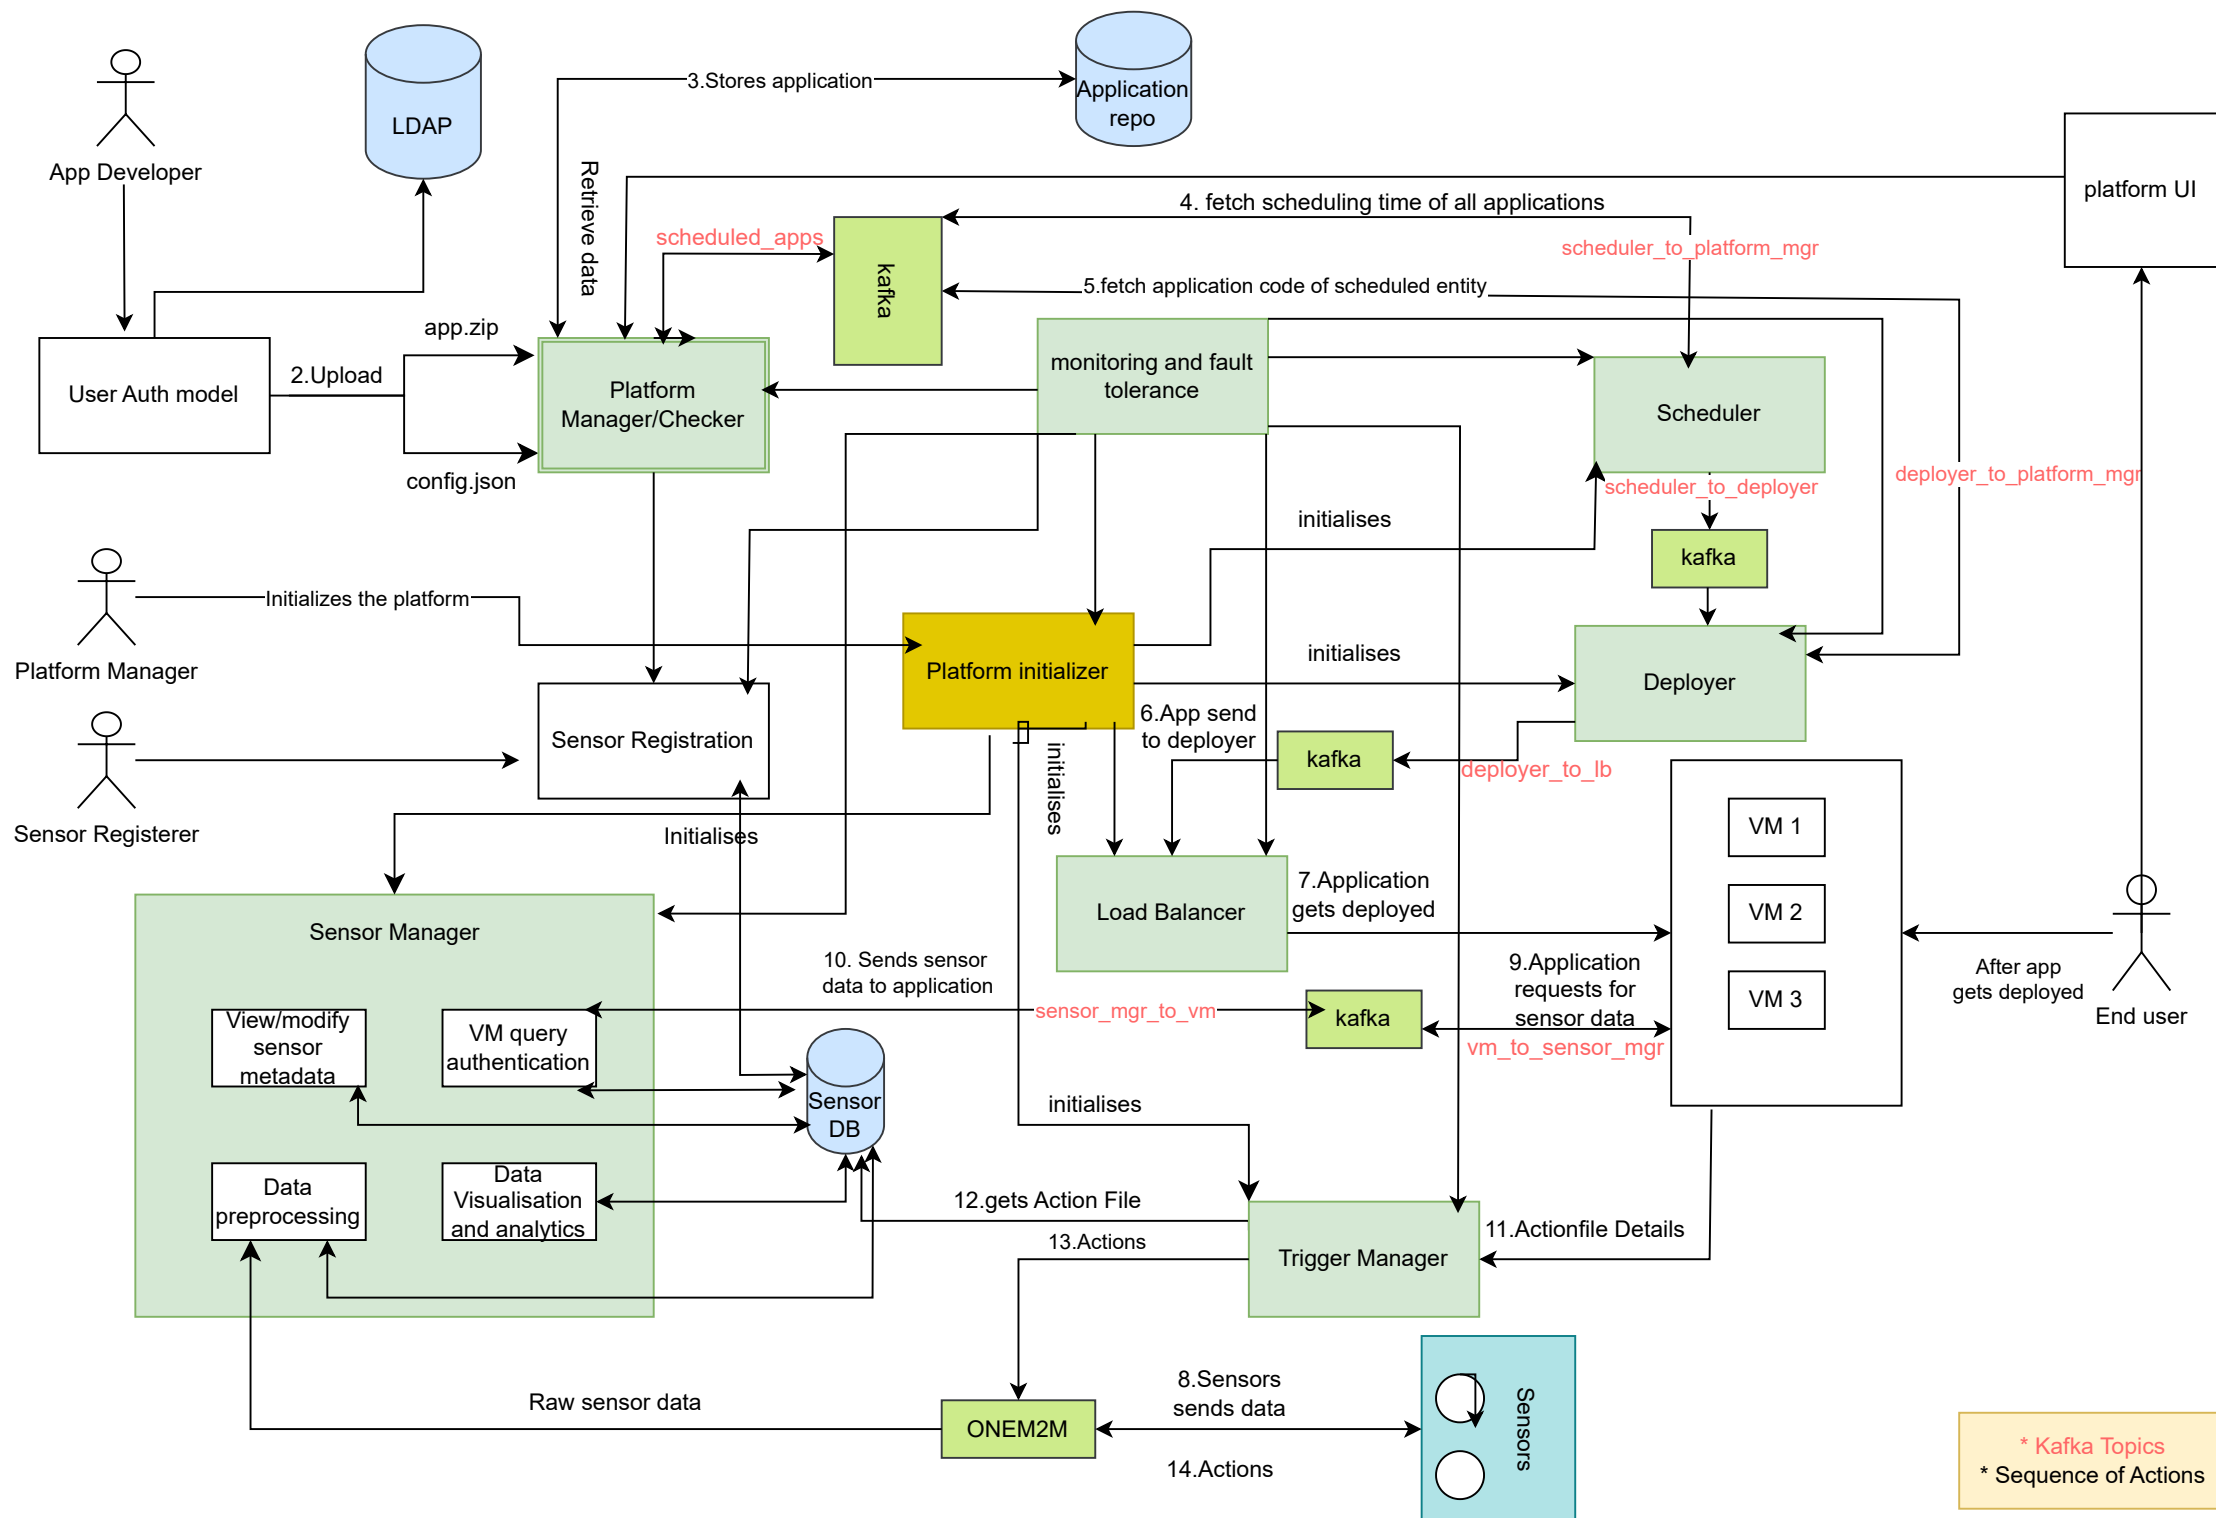 App Developer
LDAP
3.Stores application
Application
repo
Retrieve data
platform UI
4. fetch scheduling time of all applications
scheduled_apps
kafka
scheduler_to_platform_mgr
5.fetch application code of scheduled entity
app.zip
2.Upload
User Auth model
config.json
Platform
Manager/Checker
monitoring and fault
tolerance
Scheduler
scheduler_to_deployer
deployer_to_platform_mgr
initialises
kafka
Platform Manager
Initializes the platform
Platform initializer
initialises
Deployer
Sensor Registerer
Sensor Registration
6.App send
to deployer
kafka
deployer_to_lb
initialises
Initialises
VM 1
VM 2
VM 3
Load Balancer
7.Application
gets deployed
After app
gets deployed
End user
Sensor Manager
10. Sends sensor
data to application
9.Application
requests for
sensor data
sensor_mgr_to_vm
kafka
vm_to_sensor_mgr
View/modify
sensor
metadata
VM query
authentication
Sensor
DB
initialises
Data
preprocessing
Data
Visualisation
and analytics
12.gets Action File
13.Actions
Trigger Manager
11.Actionfile Details
Raw sensor data
ONEM2M
8.Sensors
sends data
14.Actions
Sensors
* Kafka Topics
* Sequence of Actions